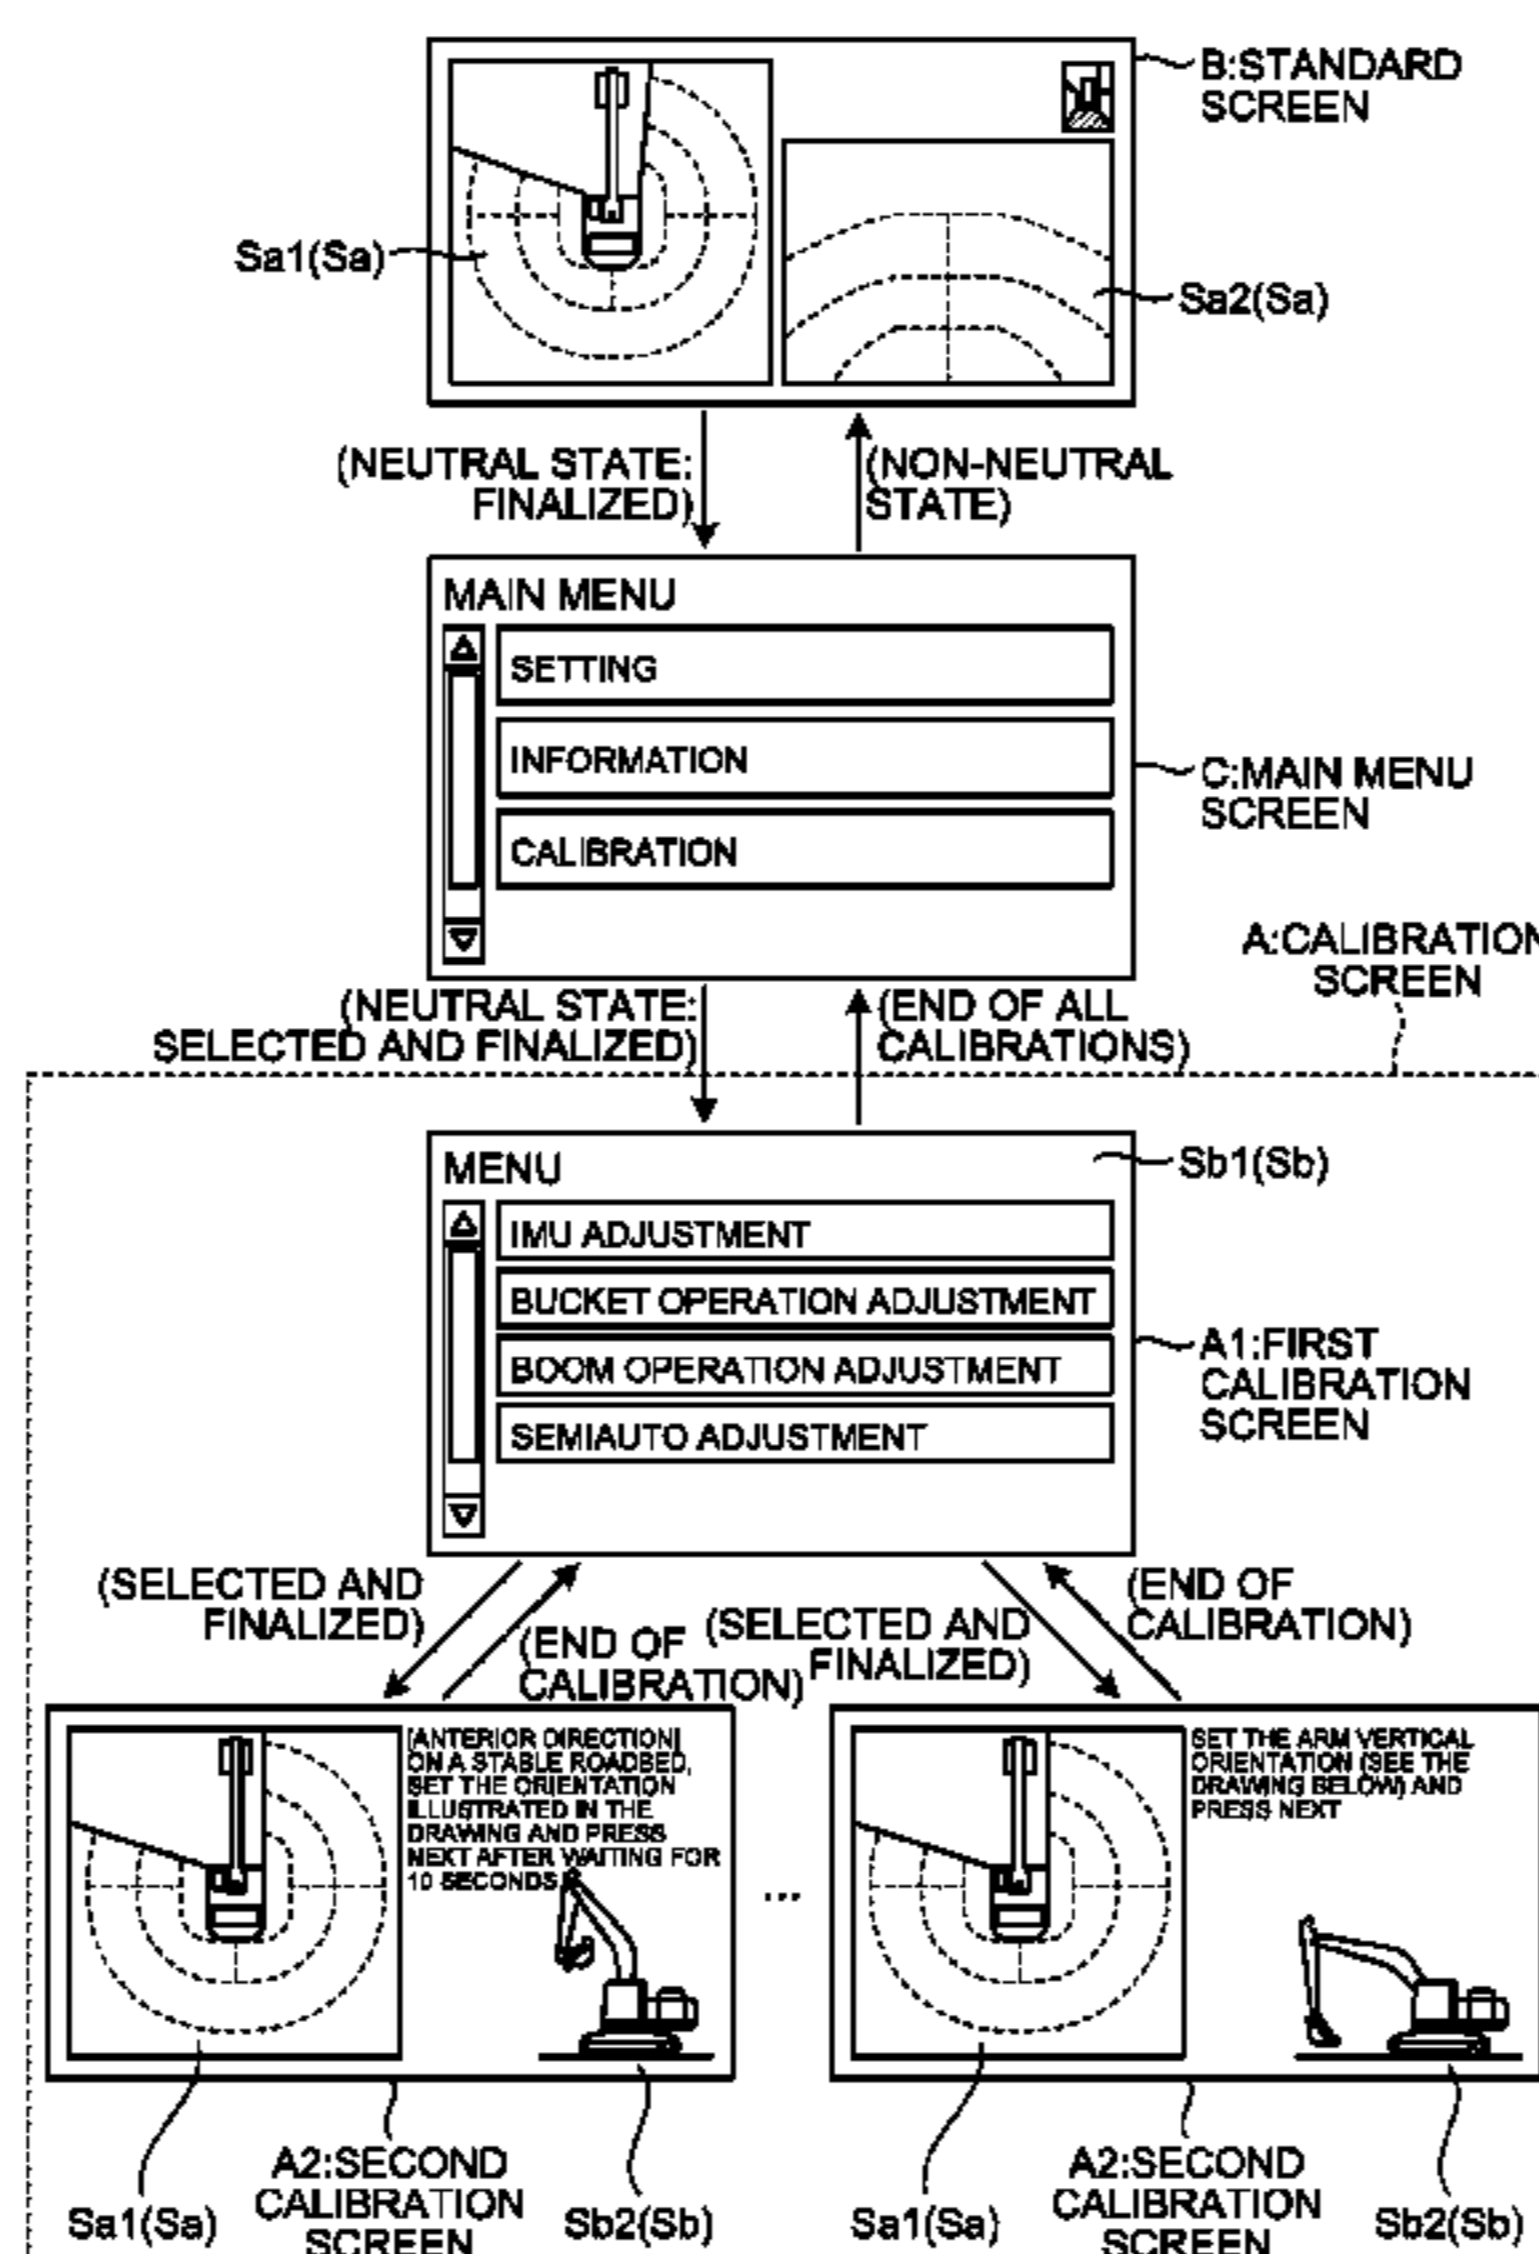 B:STANDARD
SCREEN
Sa1(Sa)
Sa2(Sa)
(NEUTRAL STATE:
FINALIZED)
(NON-NEUTRAL
STATE)
MAIN MENU
SETTING
INFORMATION
CALIBRATION
C:MAIN MENU
SCREEN
A:CALIBRATION
SCREEN
(NEUTRAL STATE:
SELECTED AND FINALIZED)
(END OF ALL
CALIBRATIONS)
MENU
Sb1(Sb)
IMU ADJUSTMENT
BUCKET OPERATION ADJUSTMENT
BOOM OPERATION ADJUSTMENT
SEMIAUTO ADJUSTMENT
A1:FIRST
CALIBRATION
SCREEN
(SELECTED AND
FINALIZED)
(END OF
CALIBRATION)
(SELECTED AND
FINALIZED)
(END OF
CALIBRATION)
[ANTERIOR DIRECTION]
ON A STABLE ROADBED,
SET THE ORIENTATION
ILLUSTRATED IN THE
DRAWING AND PRESS
NEXT AFTER WAITING FOR
10 SECONDS
...
SET THE ARM VERTICAL
ORIENTATION (SEE THE
DRAWING BELOW) AND
PRESS NEXT
Sa1(Sa)
A2:SECOND
CALIBRATION
SCREEN
Sb2(Sb)
Sa1(Sa)
A2:SECOND
CALIBRATION
SCREEN
Sb2(Sb)